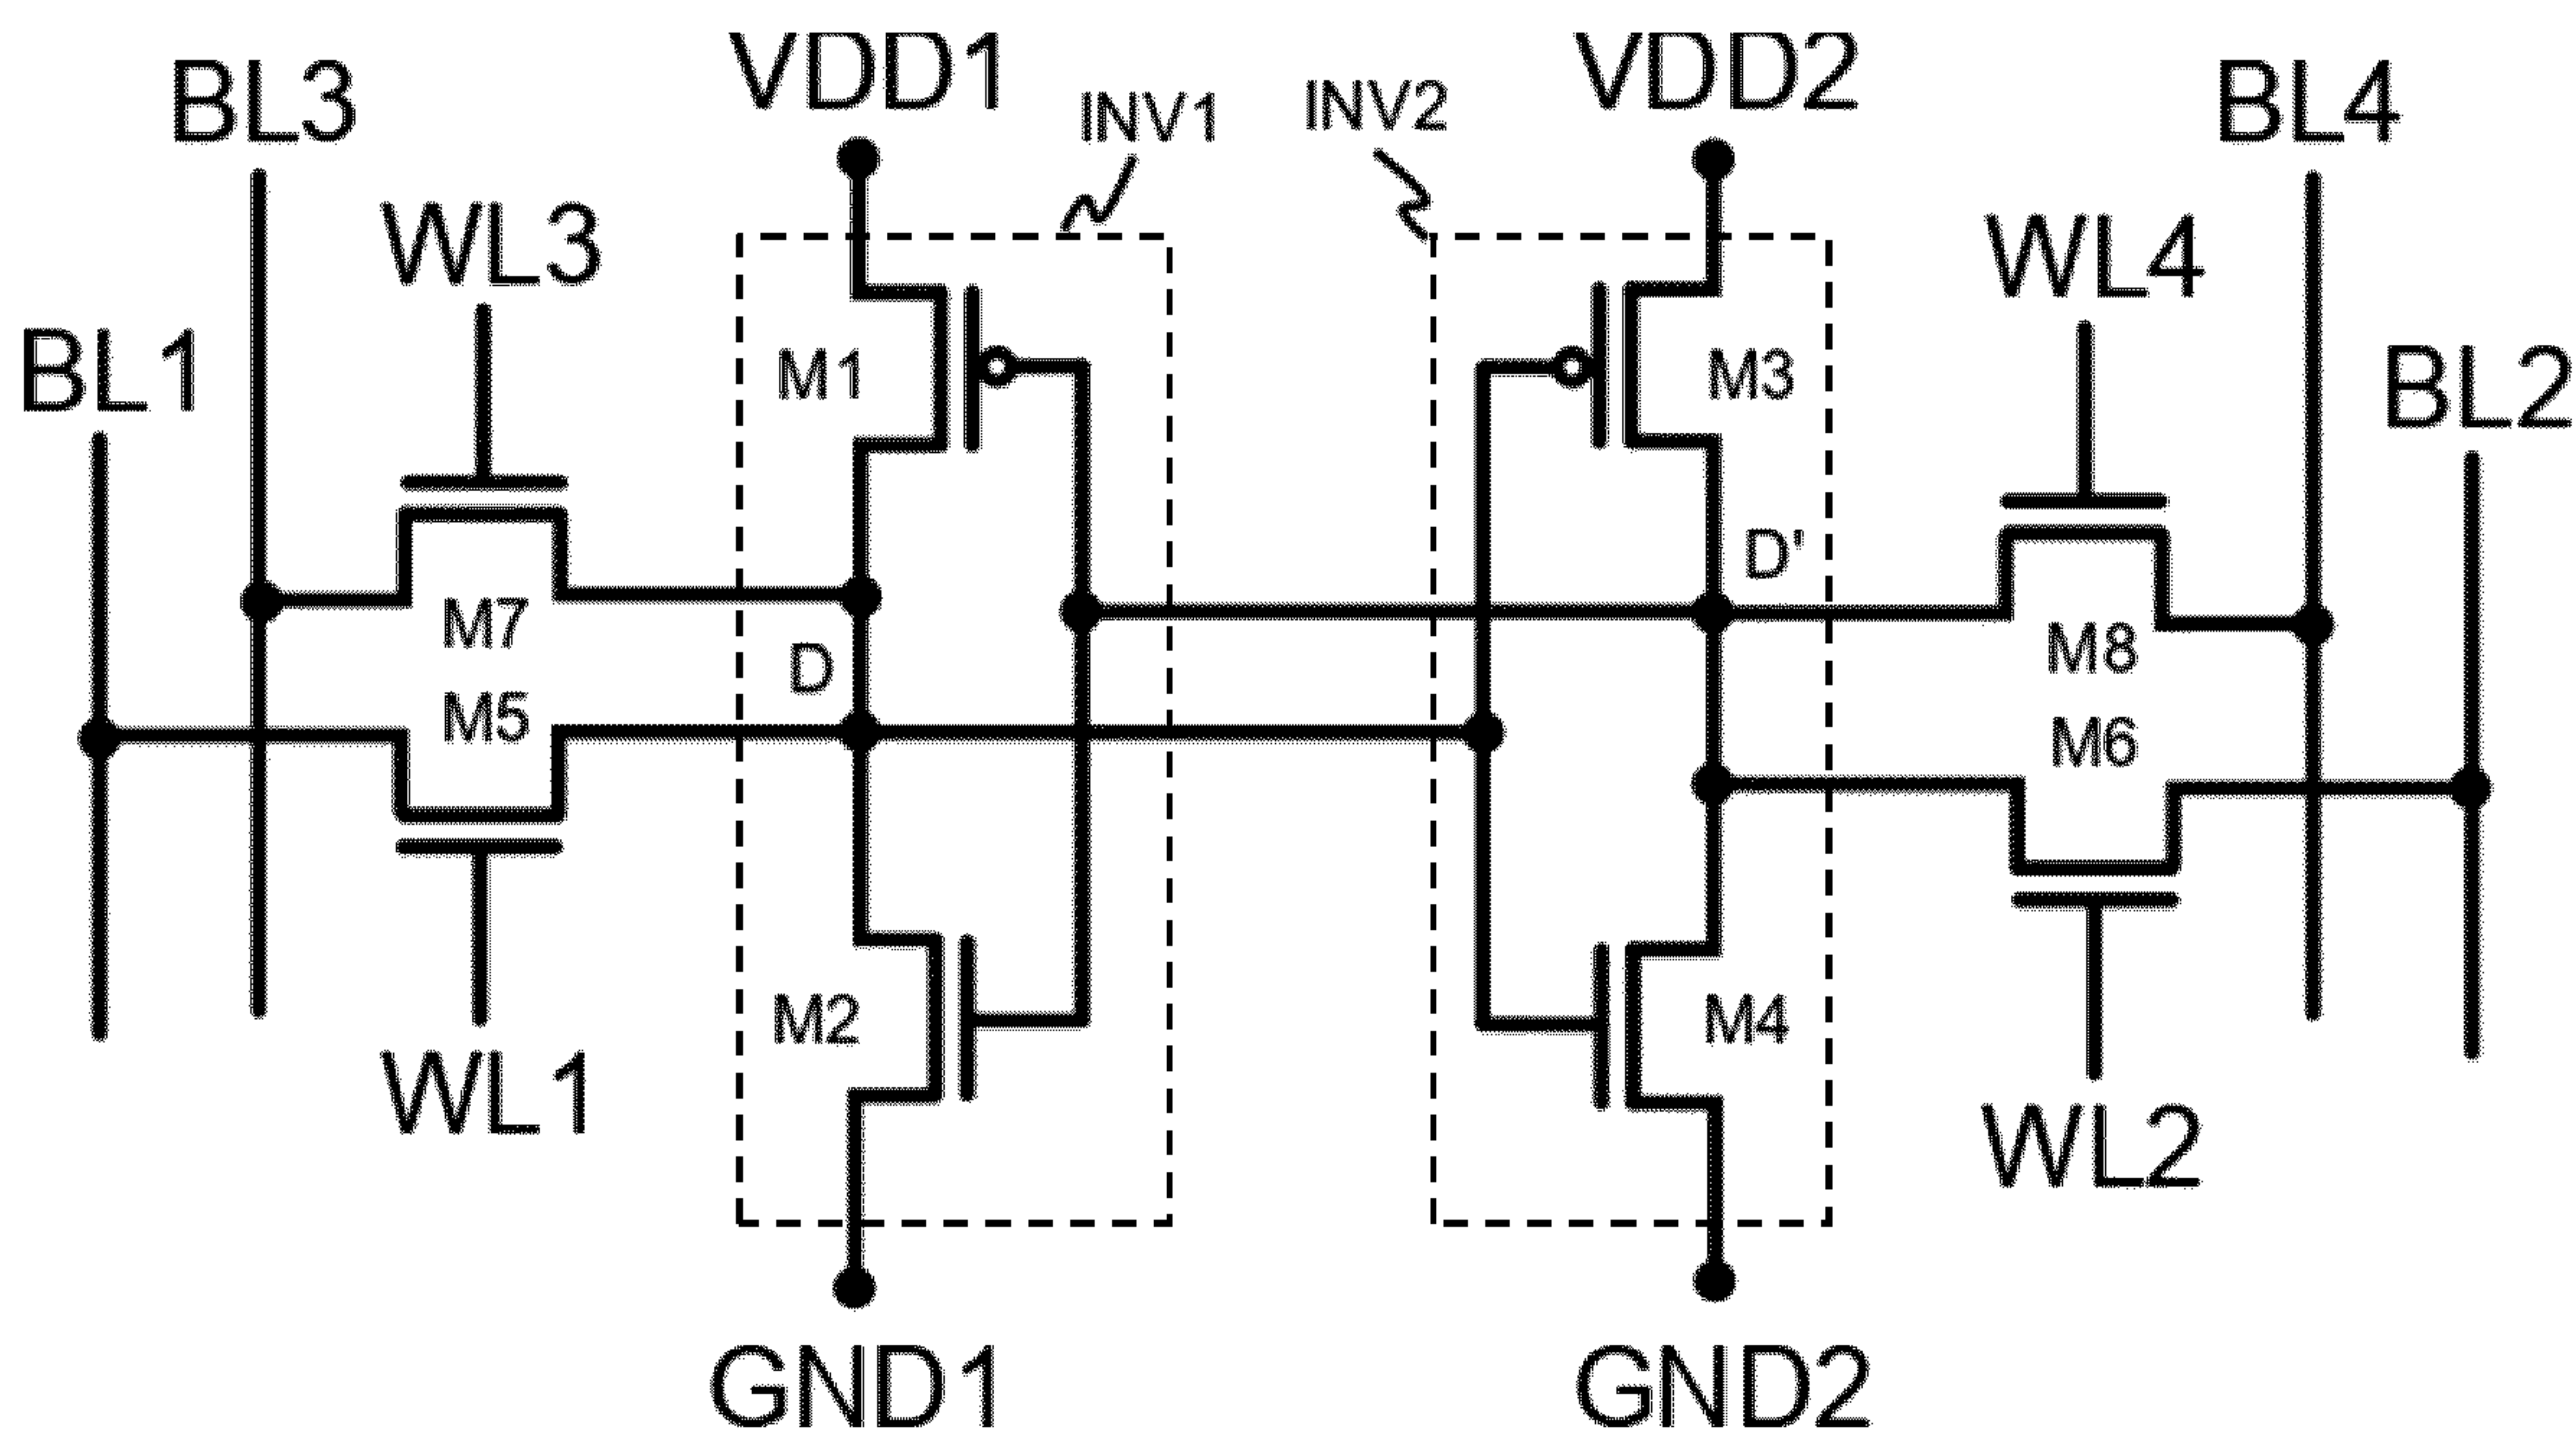 VDD1
VDD2
BL3
INV1
INV2
BL4
WL3
WL4
BL1
M1
M3
BL2
D'
M7
M8
D
M5
M6
M2
M4
WL1
WL2
GND1
GND2